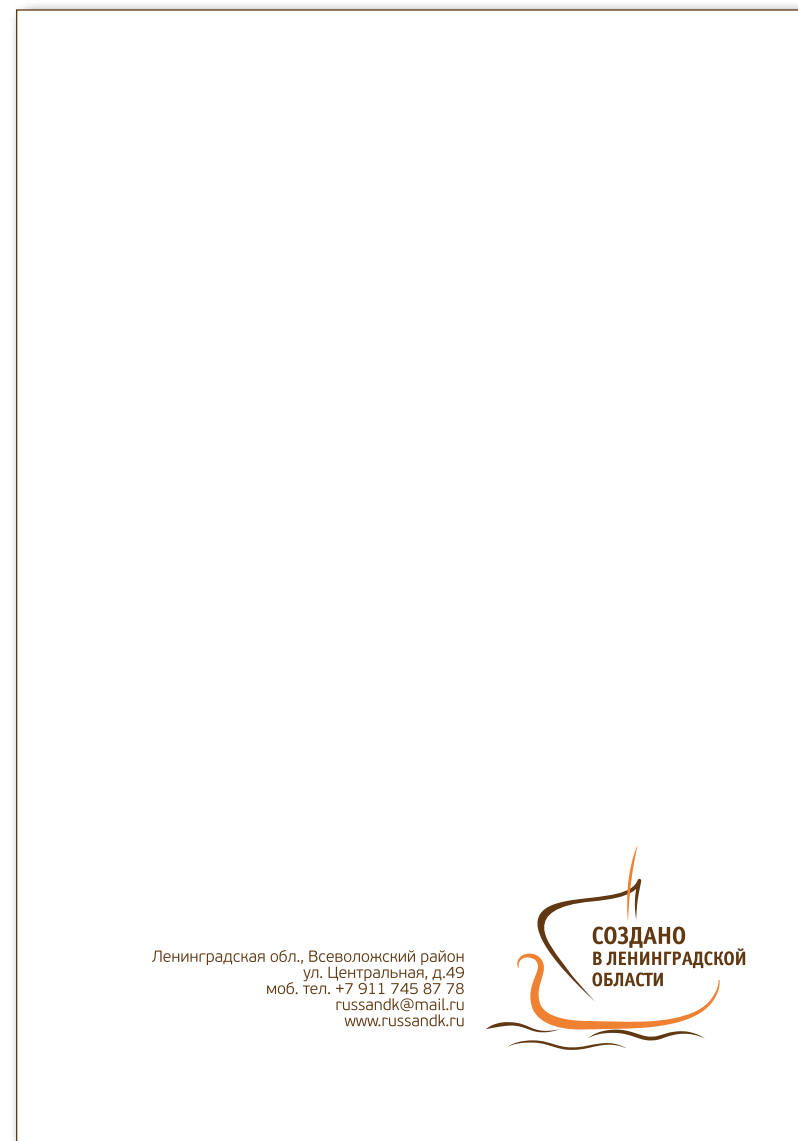 Ленинградская обл., Всеволожский район
ул. Центральная, д.49
моб. тел. +7 911 745 87 78
russandk@mail.ru
www.russandk.ru
СОЗДАНО
В ЛЕНИНГРАДСКОЙ
ОБЛАСТИ